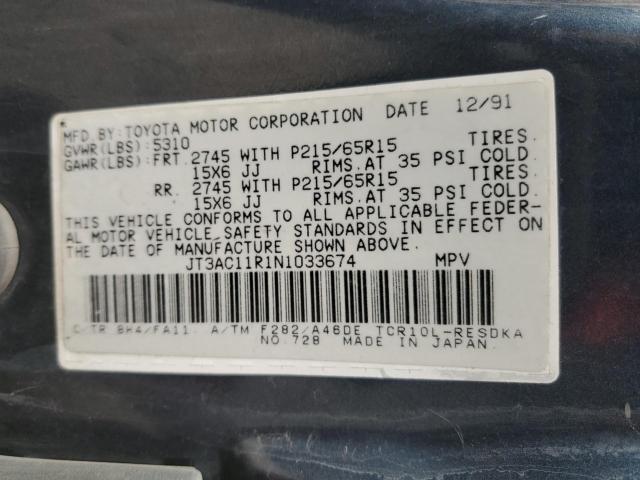 MFD. BY: TOYOTA MOTOR CORPORATION DATE 12/91
GVWR(LBS): 5310
GAWR(LBS): FRT. 2745 WITH P215/65R15 TIRES.
15X6 JJ RIMS. AT 35 PSI COLD.
RR. 2745 WITH P215/65R15 TIRES.
15X6 JJ RIMS. AT 35 PSI COLD.
THIS VEHICLE CONFORMS TO ALL APPLICABLE FEDER-
AL MOTOR VEHICLE SAFETY STANDARDS IN EFFECT ON
THE DATE OF MANUFACTURE SHOWN ABOVE.
JT3AC11R1N1033674 MPV
C/TR 8H4/FA11. A/TM F282/A46DE TCR10L-RESDKA
NO.728 MADE IN JAPAN.